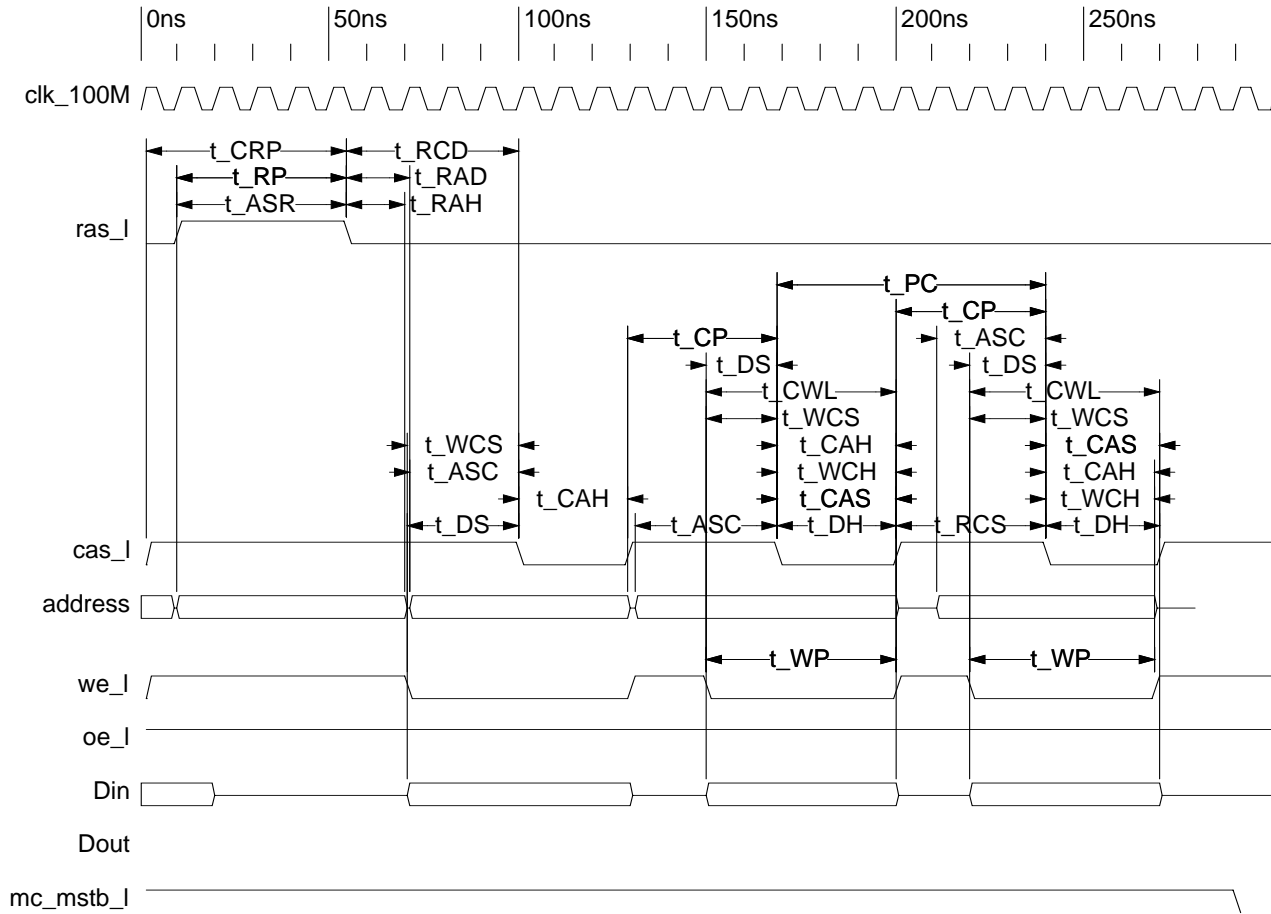 0ns 50ns 100ns 150ns 200ns 250ns
clk_100M
t_CRP t_RCD
t_RP t_RAD
t_ASR t_RAH
ras_l
t_PC
t_CP
t_CP t_ASC
t_DS t_DS
t_CWL t_CWL
t_WCS t_WCS
t_WCS t_CAH t_CAS
t_ASC t_WCH t_CAH
t_CAH t_CAS t_WCH
t_DS t_ASC t_DH t_RCS t_DH
cas_l
address
t_WP t_WP
we_l
oe_l
Din
Dout
mc_mstb_l